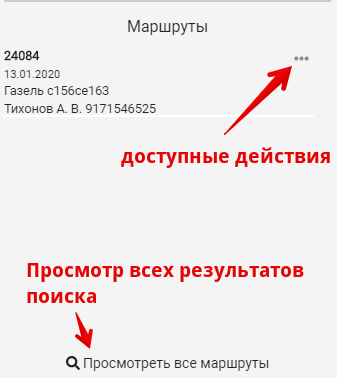 Маршруты
24084
13.01.2020
Газель с156се163
Тихонов А. В. 9171546525
доступные действия
Просмотр всех результатов
поиска
Просмотреть все маршруты